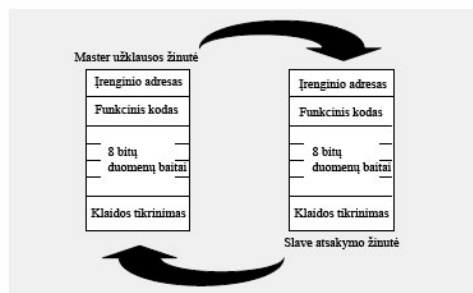 Master užklausos žinutė
Įrenginio adresas
Funkcinis kodas
8 bitų
duomenų baitai
Klaidos tikrinimas
Įrenginio adresas
Funkcinis kodas
8 bitų
duomenų baitai
Klaidos tikrinimas
Slave atsakymo žinutė